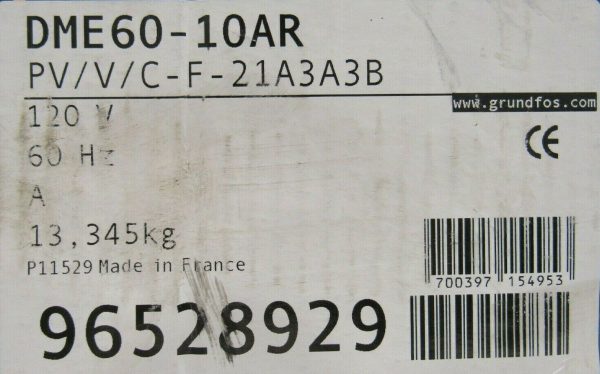 DME60-10AR
PV/V/C-F-21A3A3B
www.grundfos.com
120 V
60 Hz
CE
A
13,345kg
P11529 Made in France
700397 154953
96528929